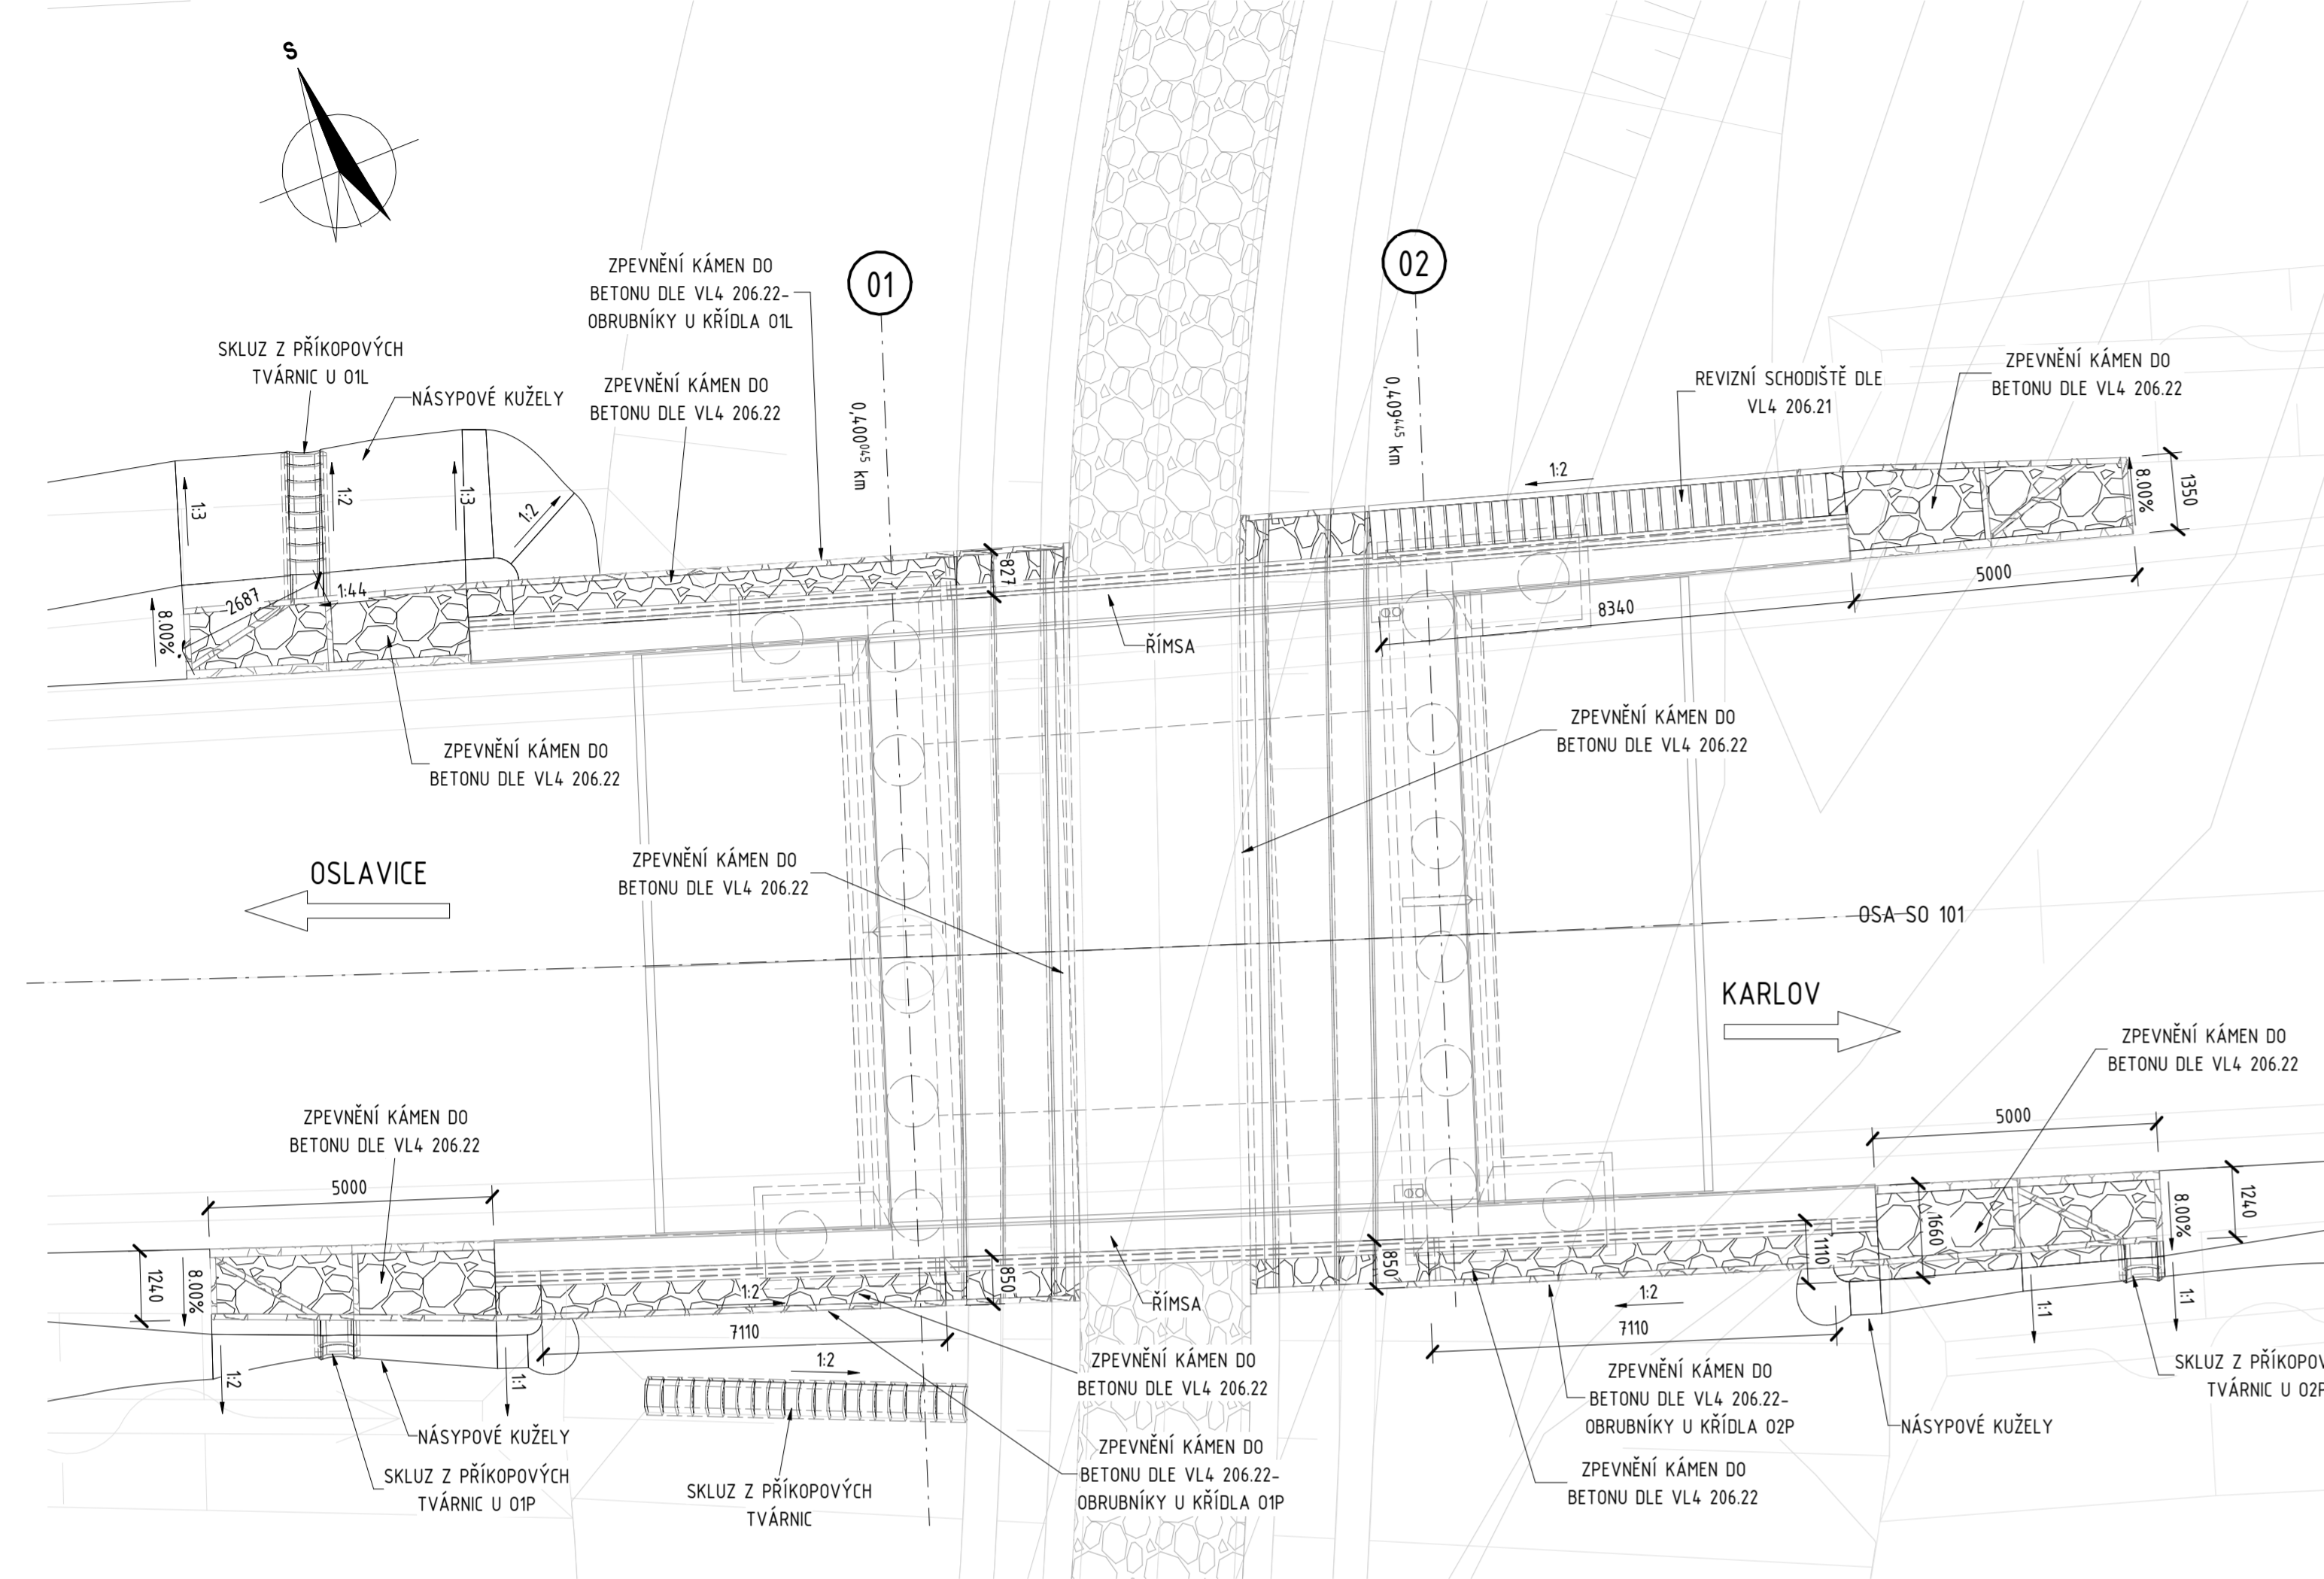 S
01
02
ZPEVNĚNÍ KÁMEN DO
BETONU DLE VL4 206.22-
OBRUBNÍKY U KŘÍDLA O1L
SKLUZ Z PŘÍKOPOVÝCH
TVÁRNIC U O1L
NÁSYPOVÉ KUŽELY
ZPEVNĚNÍ KÁMEN DO
BETONU DLE VL4 206.22
0,400045 km
0,409445 km
REVIZNÍ SCHODIŠTĚ DLE
VL4 206.21
ZPEVNĚNÍ KÁMEN DO
BETONU DLE VL4 206.22
1:3
1:2
1:3
1:2
1:2
8.00%
1350
827
2687
1:44
8.00%
5000
8340
ŘÍMSA
ZPEVNĚNÍ KÁMEN DO
BETONU DLE VL4 206.22
ZPEVNĚNÍ KÁMEN DO
BETONU DLE VL4 206.22
OSLAVICE
ZPEVNĚNÍ KÁMEN DO
BETONU DLE VL4 206.22
OSA SO 101
KARLOV
ZPEVNĚNÍ KÁMEN DO
BETONU DLE VL4 206.22
ZPEVNĚNÍ KÁMEN DO
BETONU DLE VL4 206.22
5000
5000
1240
8.00%
1:2
850
850
1110
1660
8.00%
1240
ŘÍMSA
7110
1:2
7110
1:2
1:1
1:1
1:2
1:1
ZPEVNĚNÍ KÁMEN DO
BETONU DLE VL4 206.22
ZPEVNĚNÍ KÁMEN DO
BETONU DLE VL4 206.22-
OBRUBNÍKY U KŘÍDLA O2P
SKLUZ Z PŘÍKOPOV
TVÁRNIC U O2P
NÁSYPOVÉ KUŽELY
NÁSYPOVÉ KUŽELY
SKLUZ Z PŘÍKOPOVÝCH
TVÁRNIC U O1P
SKLUZ Z PŘÍKOPOVÝCH
TVÁRNIC
ZPEVNĚNÍ KÁMEN DO
BETONU DLE VL4 206.22-
OBRUBNÍKY U KŘÍDLA O1P
ZPEVNĚNÍ KÁMEN DO
BETONU DLE VL4 206.22